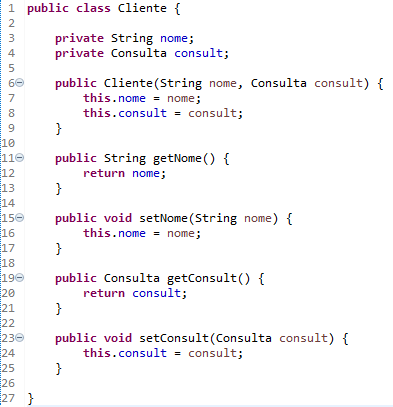 1 public class Cliente {
2
3     private String nome;
4     private Consulta consult;
5
6     public Cliente(String nome, Consulta consult) {
7         this.nome = nome;
8         this.consult = consult;
9     }
10
11     public String getNome() {
12         return nome;
13     }
14
15     public void setNome(String nome) {
16         this.nome = nome;
17     }
18
19     public Consulta getConsult() {
20         return consult;
21     }
22
23     public void setConsult(Consulta consult) {
24         this.consult = consult;
25     }
26
27 }